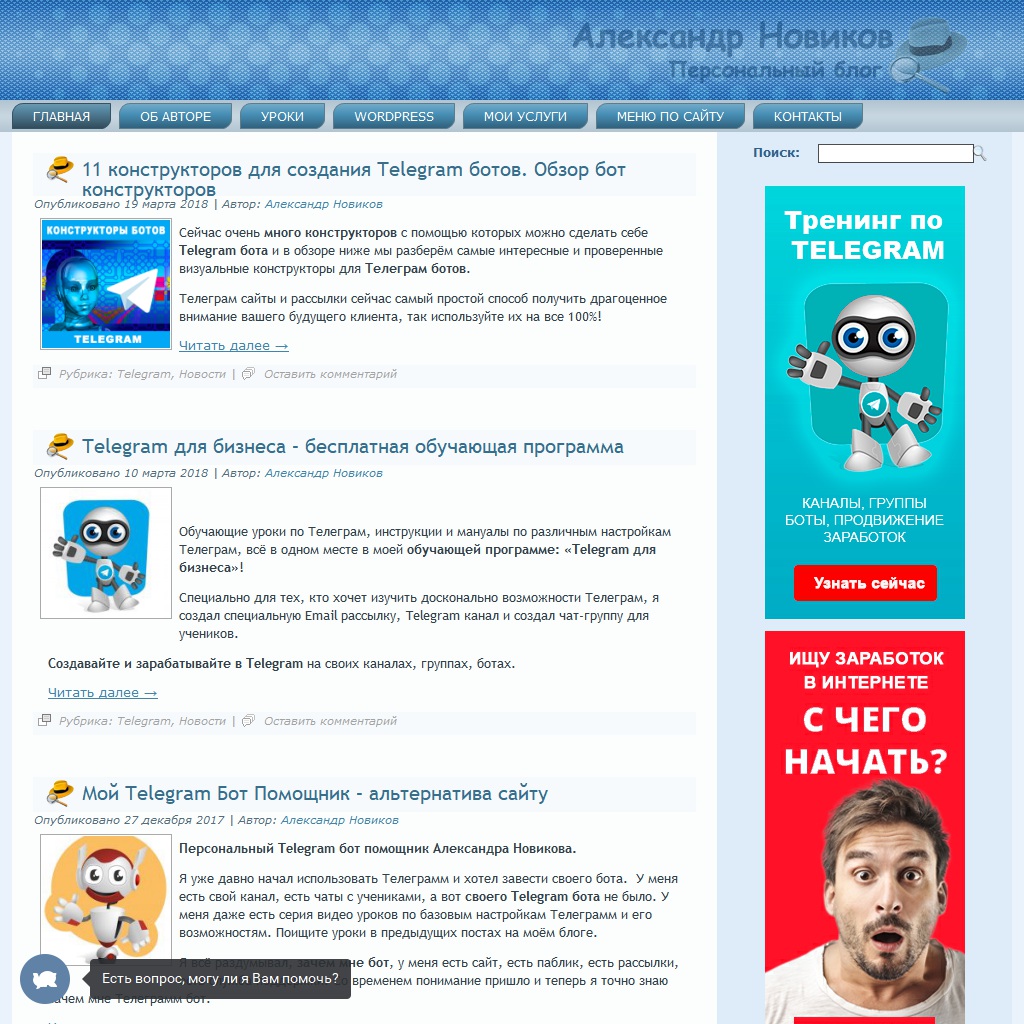 Александр Новиков
Персональный блог
ГЛАВНАЯ
ОБ АВТОРЕ
УРОКИ
WORDPRESS
МОИ УСЛУГИ
МЕНЮ ПО САЙТУ
КОНТАКТЫ
11 конструкторов для создания Telegram ботов. Обзор бот
конструкторов
Опубликовано 19 марта 2018 | Автор: Александр Новиков
КОНСТРУКТОРЫ БОТОВ
TELEGRAM
Сейчас очень много конструкторов с помощью которых можно сделать себе
Telegram бота и в обзоре ниже мы разберём самые интересные и проверенные
визуальные конструкторы для Телеграм ботов.
Телеграм сайты и рассылки сейчас самый простой способ получить драгоценное
внимание вашего будущего клиента, так используйте их на все 100%!
Читать далее →
Рубрика: Telegram, Новости | Оставить комментарий
Telegram для бизнеса - бесплатная обучающая программа
Опубликовано 10 марта 2018 | Автор: Александр Новиков
Обучающие уроки по Телеграм, инструкции и мануалы по различным настройкам
Телеграм, всё в одном месте в моей обучающей программе: «Telegram для
бизнеса»!
Специально для тех, кто хочет изучить досконально возможности Телеграм, я
создал специальную Email рассылку, Telegram канал и создал чат-группу для
учеников.
Создавайте и зарабатывайте в Telegram на своих каналах, группах, ботах.
Читать далее →
Рубрика: Telegram, Новости | Оставить комментарий
Мой Telegram Бот Помощник - альтернатива сайту
Опубликовано 27 декабря 2017 | Автор: Александр Новиков
Персональный Telegram бот помощник Александра Новикова.
Я уже давно начал использовать Телеграмм и хотел завести своего бота. У меня
есть свой канал, есть чаты с учениками, а вот своего Telegram бота не было. У
меня даже есть серия видео уроков по базовым настройкам Телеграмм и его
возможностям. Поищите уроки в предыдущих постах на моём блоге.
Я всё раздумывал, зачем мне бот, у меня есть сайт, есть паблик, есть рассылки,
временем понимание пришло и теперь я точно знаю
зачем мне Телеграмм бот.
Есть вопрос, могу ли я Вам помочь?
Поиск:
Тренинг по
TELEGRAM
КАНАЛЫ, ГРУППЫ
БОТЫ, ПРОДВИЖЕНИЕ
ЗАРАБОТОК
Узнать сейчас
ИЩУ ЗАРАБОТОК
В ИНТЕРНЕТЕ
С ЧЕГО
НАЧАТЬ?